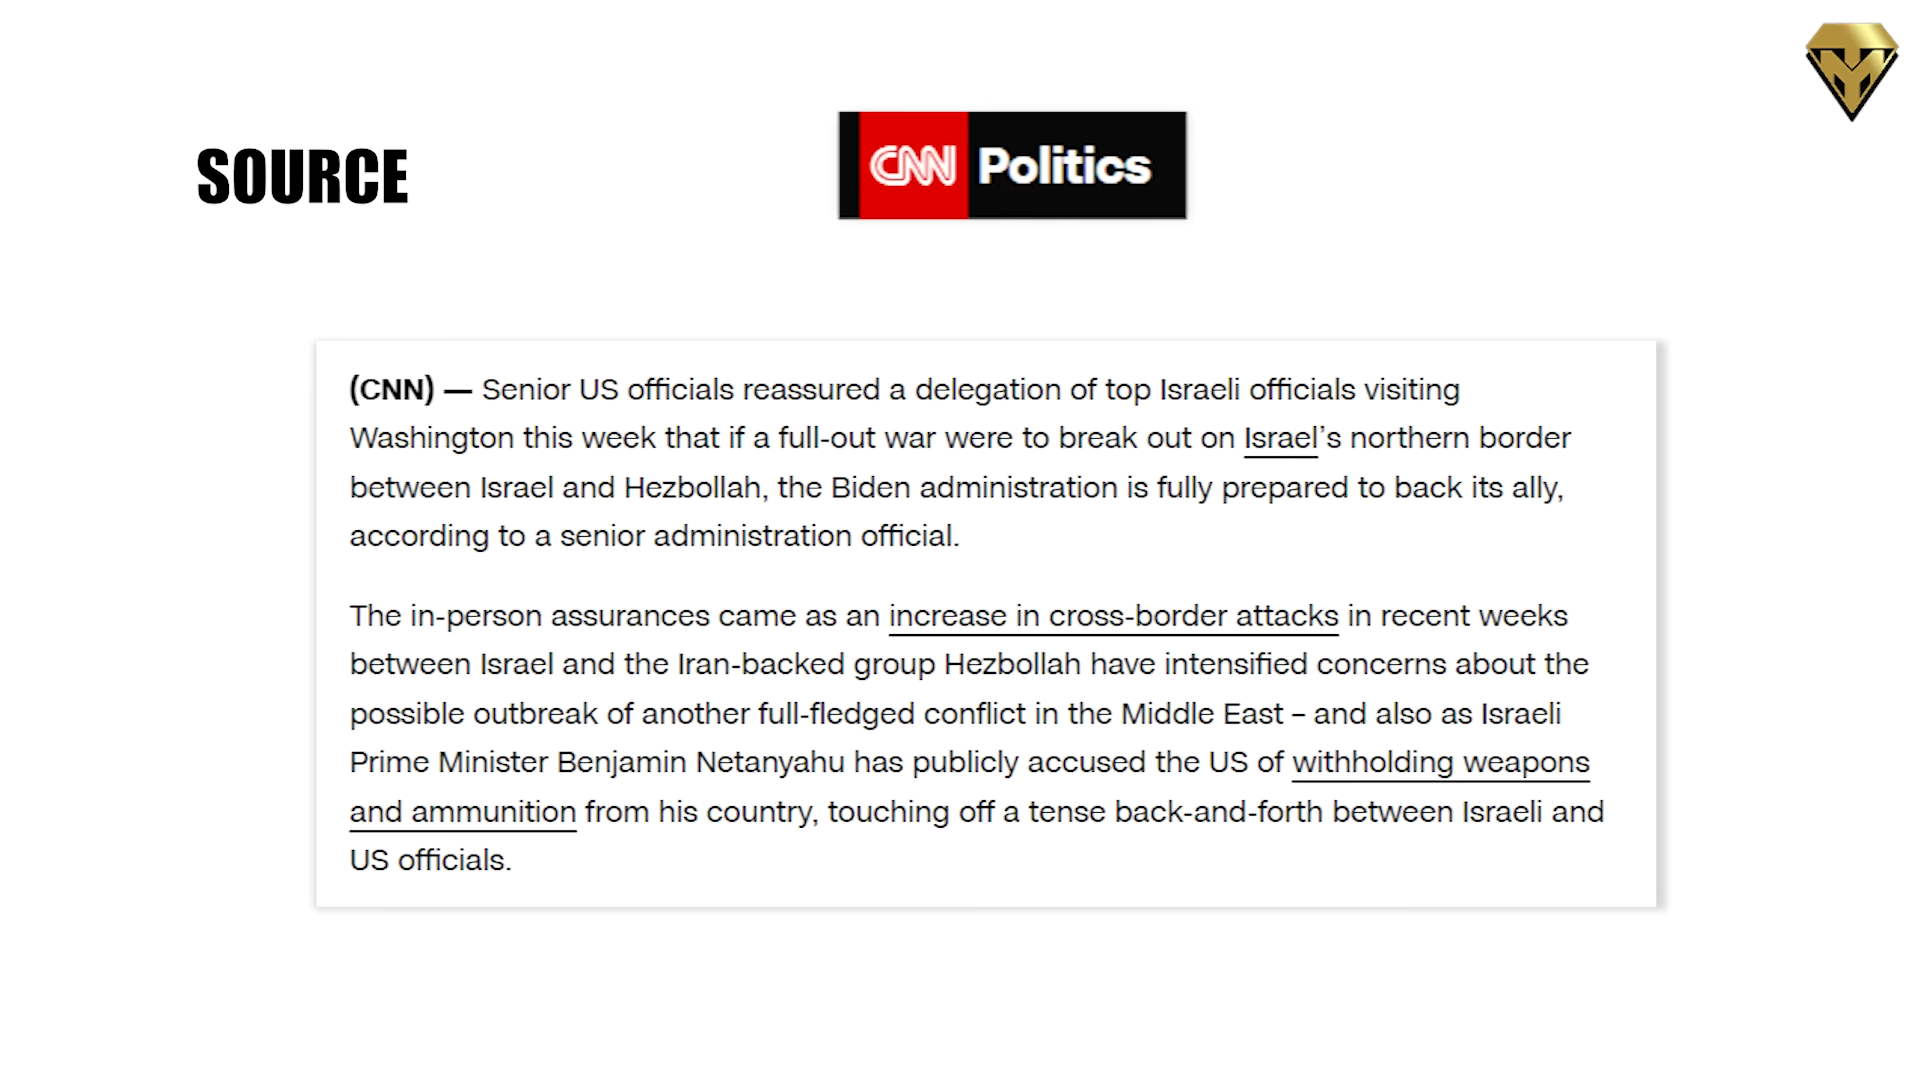 SOURCE
CNN Politics
(CNN) — Senior US officials reassured a delegation of top Israeli officials visiting
Washington this week that if a full-out war were to break out on Israel's northern border
between Israel and Hezbollah, the Biden administration is fully prepared to back its ally,
according to a senior administration official.
The in-person assurances came as an increase in cross-border attacks in recent weeks
between Israel and the Iran-backed group Hezbollah have intensified concerns about the
possible outbreak of another full-fledged conflict in the Middle East – and also as Israeli
Prime Minister Benjamin Netanyahu has publicly accused the US of withholding weapons
and ammunition from his country, touching off a tense back-and-forth between Israeli and
US officials.